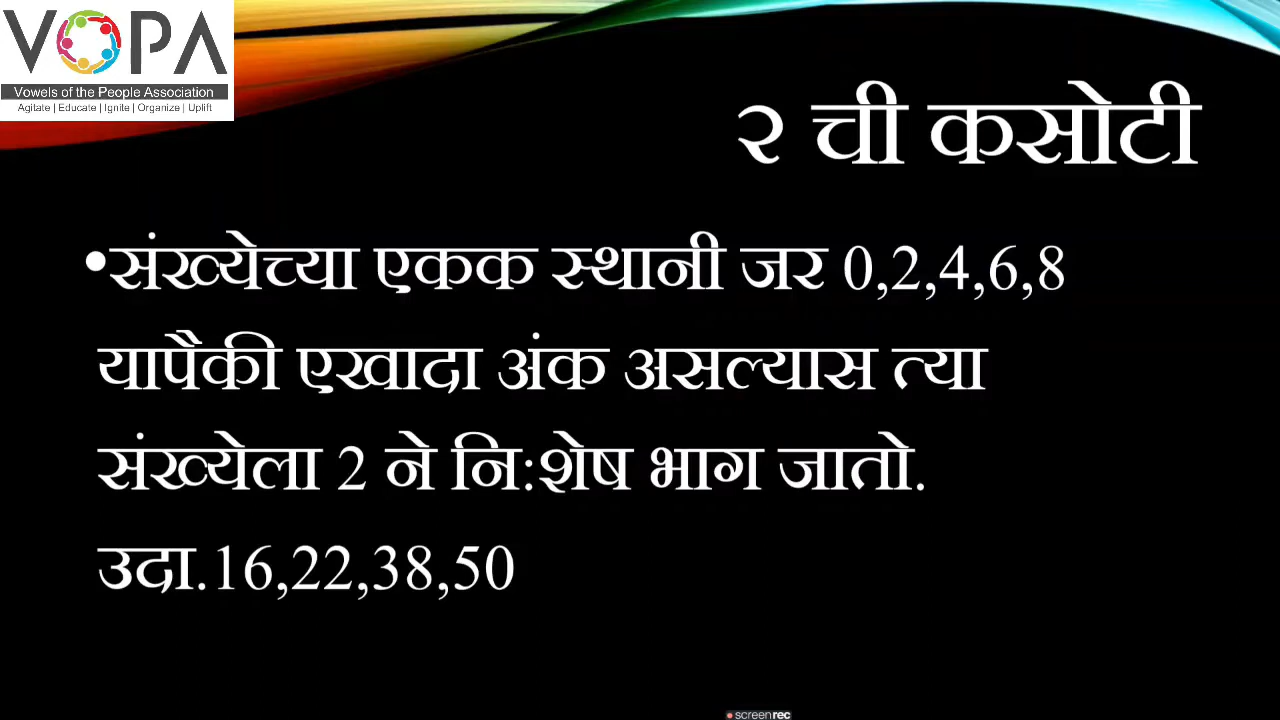 VOPA
Vowels of the People Association
Agitate | Educate | Ignite | Organize | Uplift
२ ची कसोटी
•संख्येच्या एकक स्थानी जर 0,2,4,6,8
यापैकी एखादा अंक असल्यास त्या
संख्येला 2 ने नि:शेष भाग जातो.
उदा.16,22,38,50
screenrec